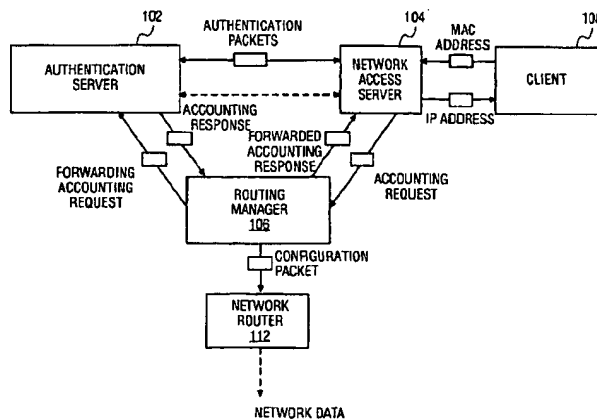 102
AUTHENTICATION
PACKETS
104
MAC
ADDRESS
AUTHENTICATION
SERVER
NETWORK
ACCESS
SERVER
CLIENT
IP ADDRESS
ACCOUNTING
RESPONSE
FORWARDED
ACCOUNTING
RESPONSE
FORWARDING
ACCOUNTING
REQUEST
ACCOUNTING
REQUEST
ROUTING
MANAGER
106
CONFIGURATION
PACKET
NETWORK
ROUTER
112
NETWORK DATA